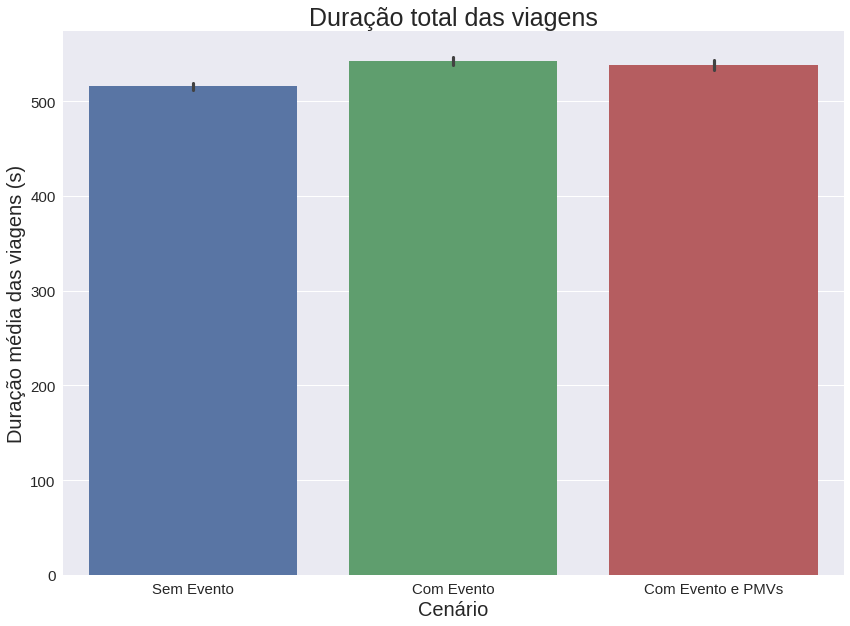 Duração total das viagens
Duração média das viagens (s)
500
400
300
200
100
0
Sem Evento
Com Evento
Com Evento e PMVs
Cenário